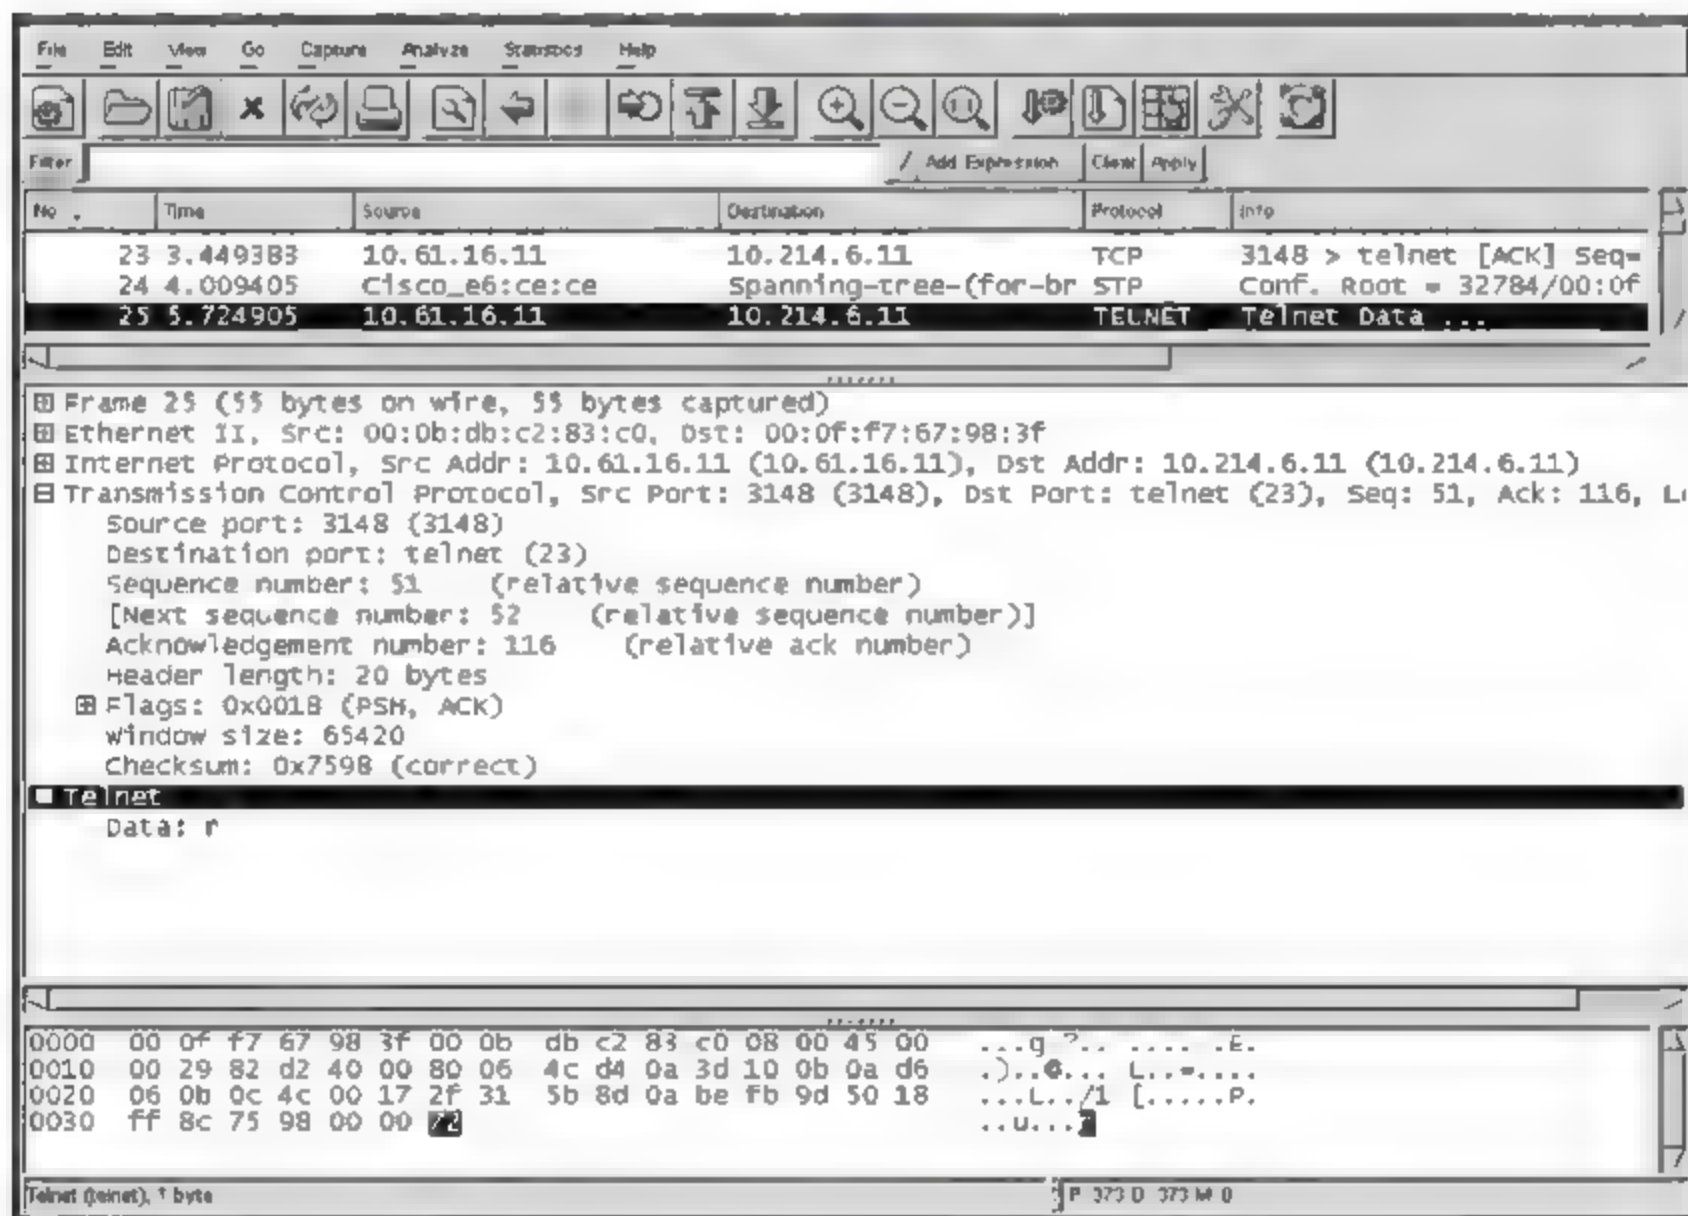 File Edit View Go Capture Analyze Statistics Help
Filter Add Expression Clear Apply
No . Time Source Destination Protocol Info
23 3.449383 10.61.16.11 10.214.6.11 TCP 3148 > telnet [ACK] Seq=
24 4.009405 Cisco_e6:ce:ce Spanning-tree-(for-br STP Conf. Root = 32784/00:0f
25 5.724905 10.61.16.11 10.214.6.11 TELNET Telnet Data ...
Frame 25 (55 bytes on wire, 55 bytes captured)
Ethernet II, Src: 00:0b:db:c2:83:c0, Dst: 00:0f:f7:67:98:3f
Internet Protocol, Src Addr: 10.61.16.11 (10.61.16.11), Dst Addr: 10.214.6.11 (10.214.6.11)
Transmission Control Protocol, Src Port: 3148 (3148), Dst Port: telnet (23), Seq: 51, Ack: 116,
Source port: 3148 (3148)
Destination port: telnet (23)
Sequence number: 51 (relative sequence number)
[Next sequence number: 52 (relative sequence number)]
Acknowledgement number: 116 (relative ack number)
Header length: 20 bytes
Flags: 0x0018 (PSH, ACK)
Window size: 65420
Checksum: 0x7598 (correct)
Telnet
Data: r
0000 00 0f f7 67 98 3f 00 0b db c2 83 c0 08 00 45 00 ...g.?.. ......E.
0010 00 29 82 d2 40 00 80 06 4c d4 0a 3d 10 0b 0a d6 .)..@... L..=....
0020 06 0b 0c 4c 00 17 2f 31 5b 8d 0a be fb 9d 50 18 ...L../1 [.....P.
0030 ff 8c 75 98 00 00 72 ..u...r
Telnet (telnet), 1 byte P 373 D 373 M 0